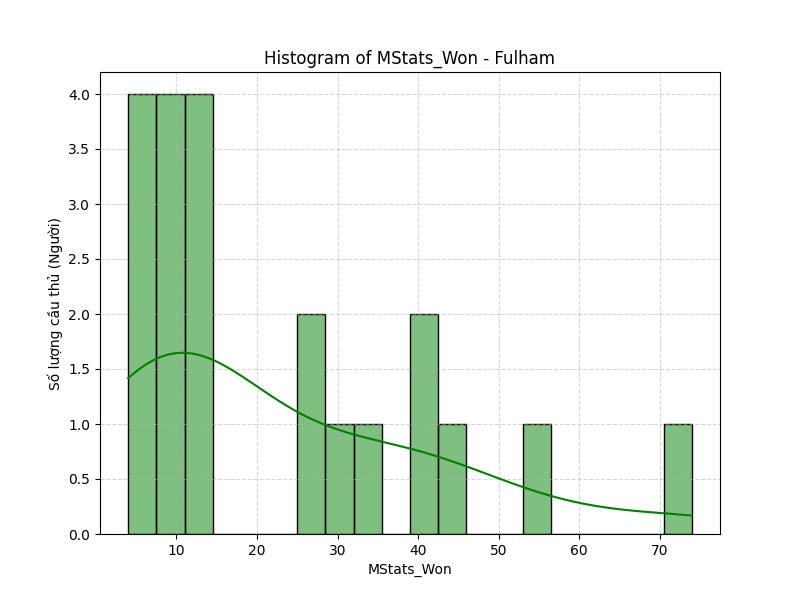 Histogram of MStats_Won - Fulham
Số lượng cầu thủ (Người)
4.0
3.5
3.0
2.5
2.0
1.5
1.0
0.5
0.0
10 20 30 40 50 60 70
MStats_Won